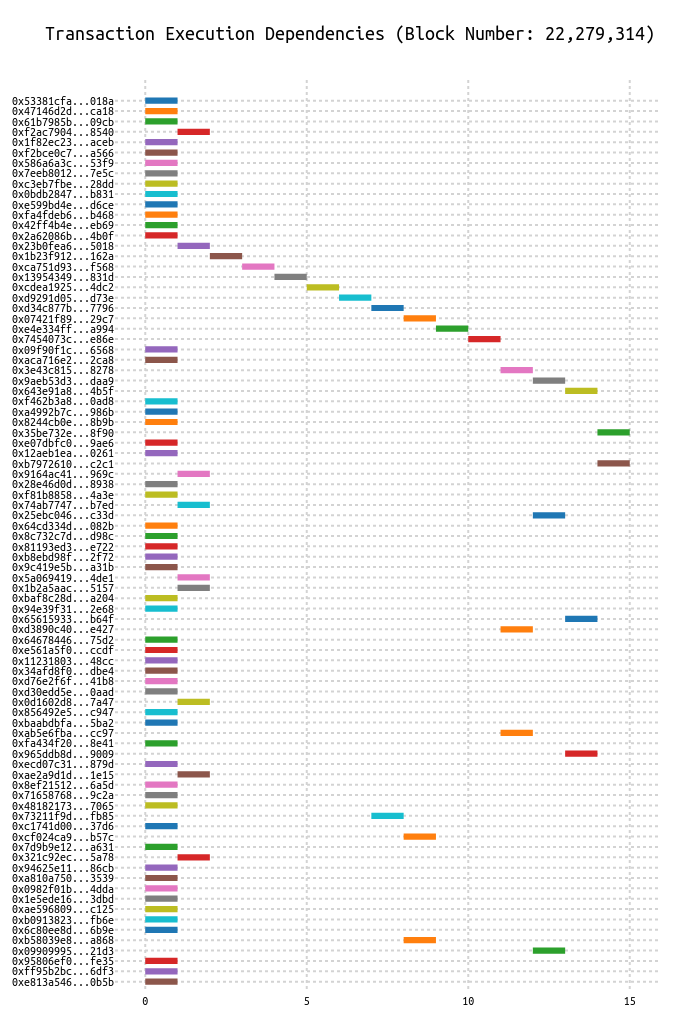 Transaction Execution Dependencies (Block Number: 22,279,314)
0x53381cfa...018a
0x47146d2d...ca18
0x61b7985b...09cb
0xf2ac7904...8540
0x1f82ec23...aceb
0xf2bce0c7...a566
0x586a6a3c...53f9
0x7eeb8012...7e5c
0xc3eb7fbe...28dd
0x0bdb2847...b831
0xe599bd4e...d6ce
0xfa4fdeb6...b468
0x42ff4b4e...eb69
0x2a62086b...4b0f
0x23b0fea6...5018
0x1b23f912...162a
0xca751d93...f568
0x13954349...831d
0xcdea1925...4dc2
0xd9291d05...d73e
0xd34c877b...7796
0x07421f89...29c7
0xe4e334ff...a994
0x7454073c...e86e
0x09f90f1c...6568
0xaca716e2...2ca8
0x3e43c815...8278
0x9aeb53d3...daa9
0x643e91a8...4b5f
0xf462b3a8...0ad8
0xa4992b7c...986b
0x8244cb0e...8b9b
0x35be732e...8f90
0xe07dbfc0...9ae6
0x12aeb1ea...0261
0xb7972610...c2c1
0x9164ac41...969c
0x28e46d0d...8938
0xf81b8858...4a3e
0x74ab7747...b7ed
0x25ebc046...c33d
0x64cd334d...082b
0x8c732c7d...d98c
0x81193ed3...e722
0xb8ebd98f...2f72
0x9c419e5b...a31b
0x5a069419...4de1
0x1b2a5aac...5157
0xbaf8c28d...a204
0x94e39f31...2e68
0x65615933...b64f
0xd3890c40...e427
0x64678446...75d2
0xe561a5f0...ccdf
0x11231803...48cc
0x34afd8f0...dbe4
0xd76e2f6f...41b8
0xd30edd5e...0aad
0x0d1602d8...7a47
0x856492e5...c947
0xbaabdbfa...5ba2
0xab5e6fba...cc97
0xfa434f20...8e41
0x965ddb8d...9009
0xecd07c31...879d
0xae2a9d1d...1e15
0x8ef21512...6a5d
0x71658768...9c2a
0x48182173...7065
0x73211f9d...fb85
0xc1741d00...37d6
0xcf024ca9...b57c
0x7d9b9e12...a631
0x321c92ec...5a78
0x94625e11...86cb
0xa810a750...3539
0x0982f01b...4dda
0x1e5ede16...3dbd
0xae596809...c125
0xb0913823...fb6e
0x6c80ee8d...6b9e
0xb58039e8...a868
0x09909995...21d3
0x95806ef0...fe35
0xff95b2bc...6df3
0xe813a546...0b5b
0 5 10 15